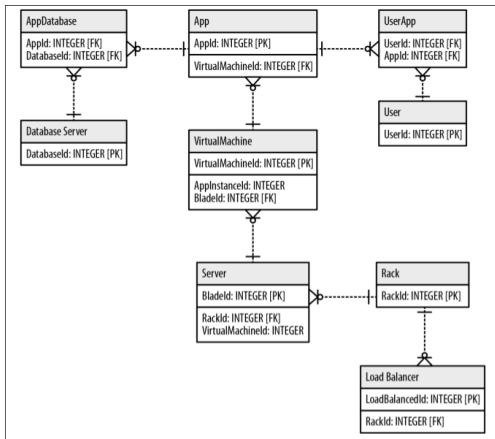 AppDatabase
AppId: INTEGER [FK]
DatabaseId: INTEGER [FK]
App
AppId: INTEGER [PK]
VirtualMachineId: INTEGER [FK]
UserApp
UserId: INTEGER [FK]
AppId: INTEGER [FK]
Database Server
DatabaseId: INTEGER [PK]
User
UserId: INTEGER [PK]
VirtualMachine
VirtualMachineId: INTEGER [PK]
AppInstanceId: INTEGER
BladeId: INTEGER [FK]
Server
BladeId: INTEGER [PK]
RackId: INTEGER [FK]
VirtualMachineId: INTEGER
Rack
RackId: INTEGER [PK]
Load Balancer
LoadBalancedId: INTEGER [PK]
RackId: INTEGER [FK]